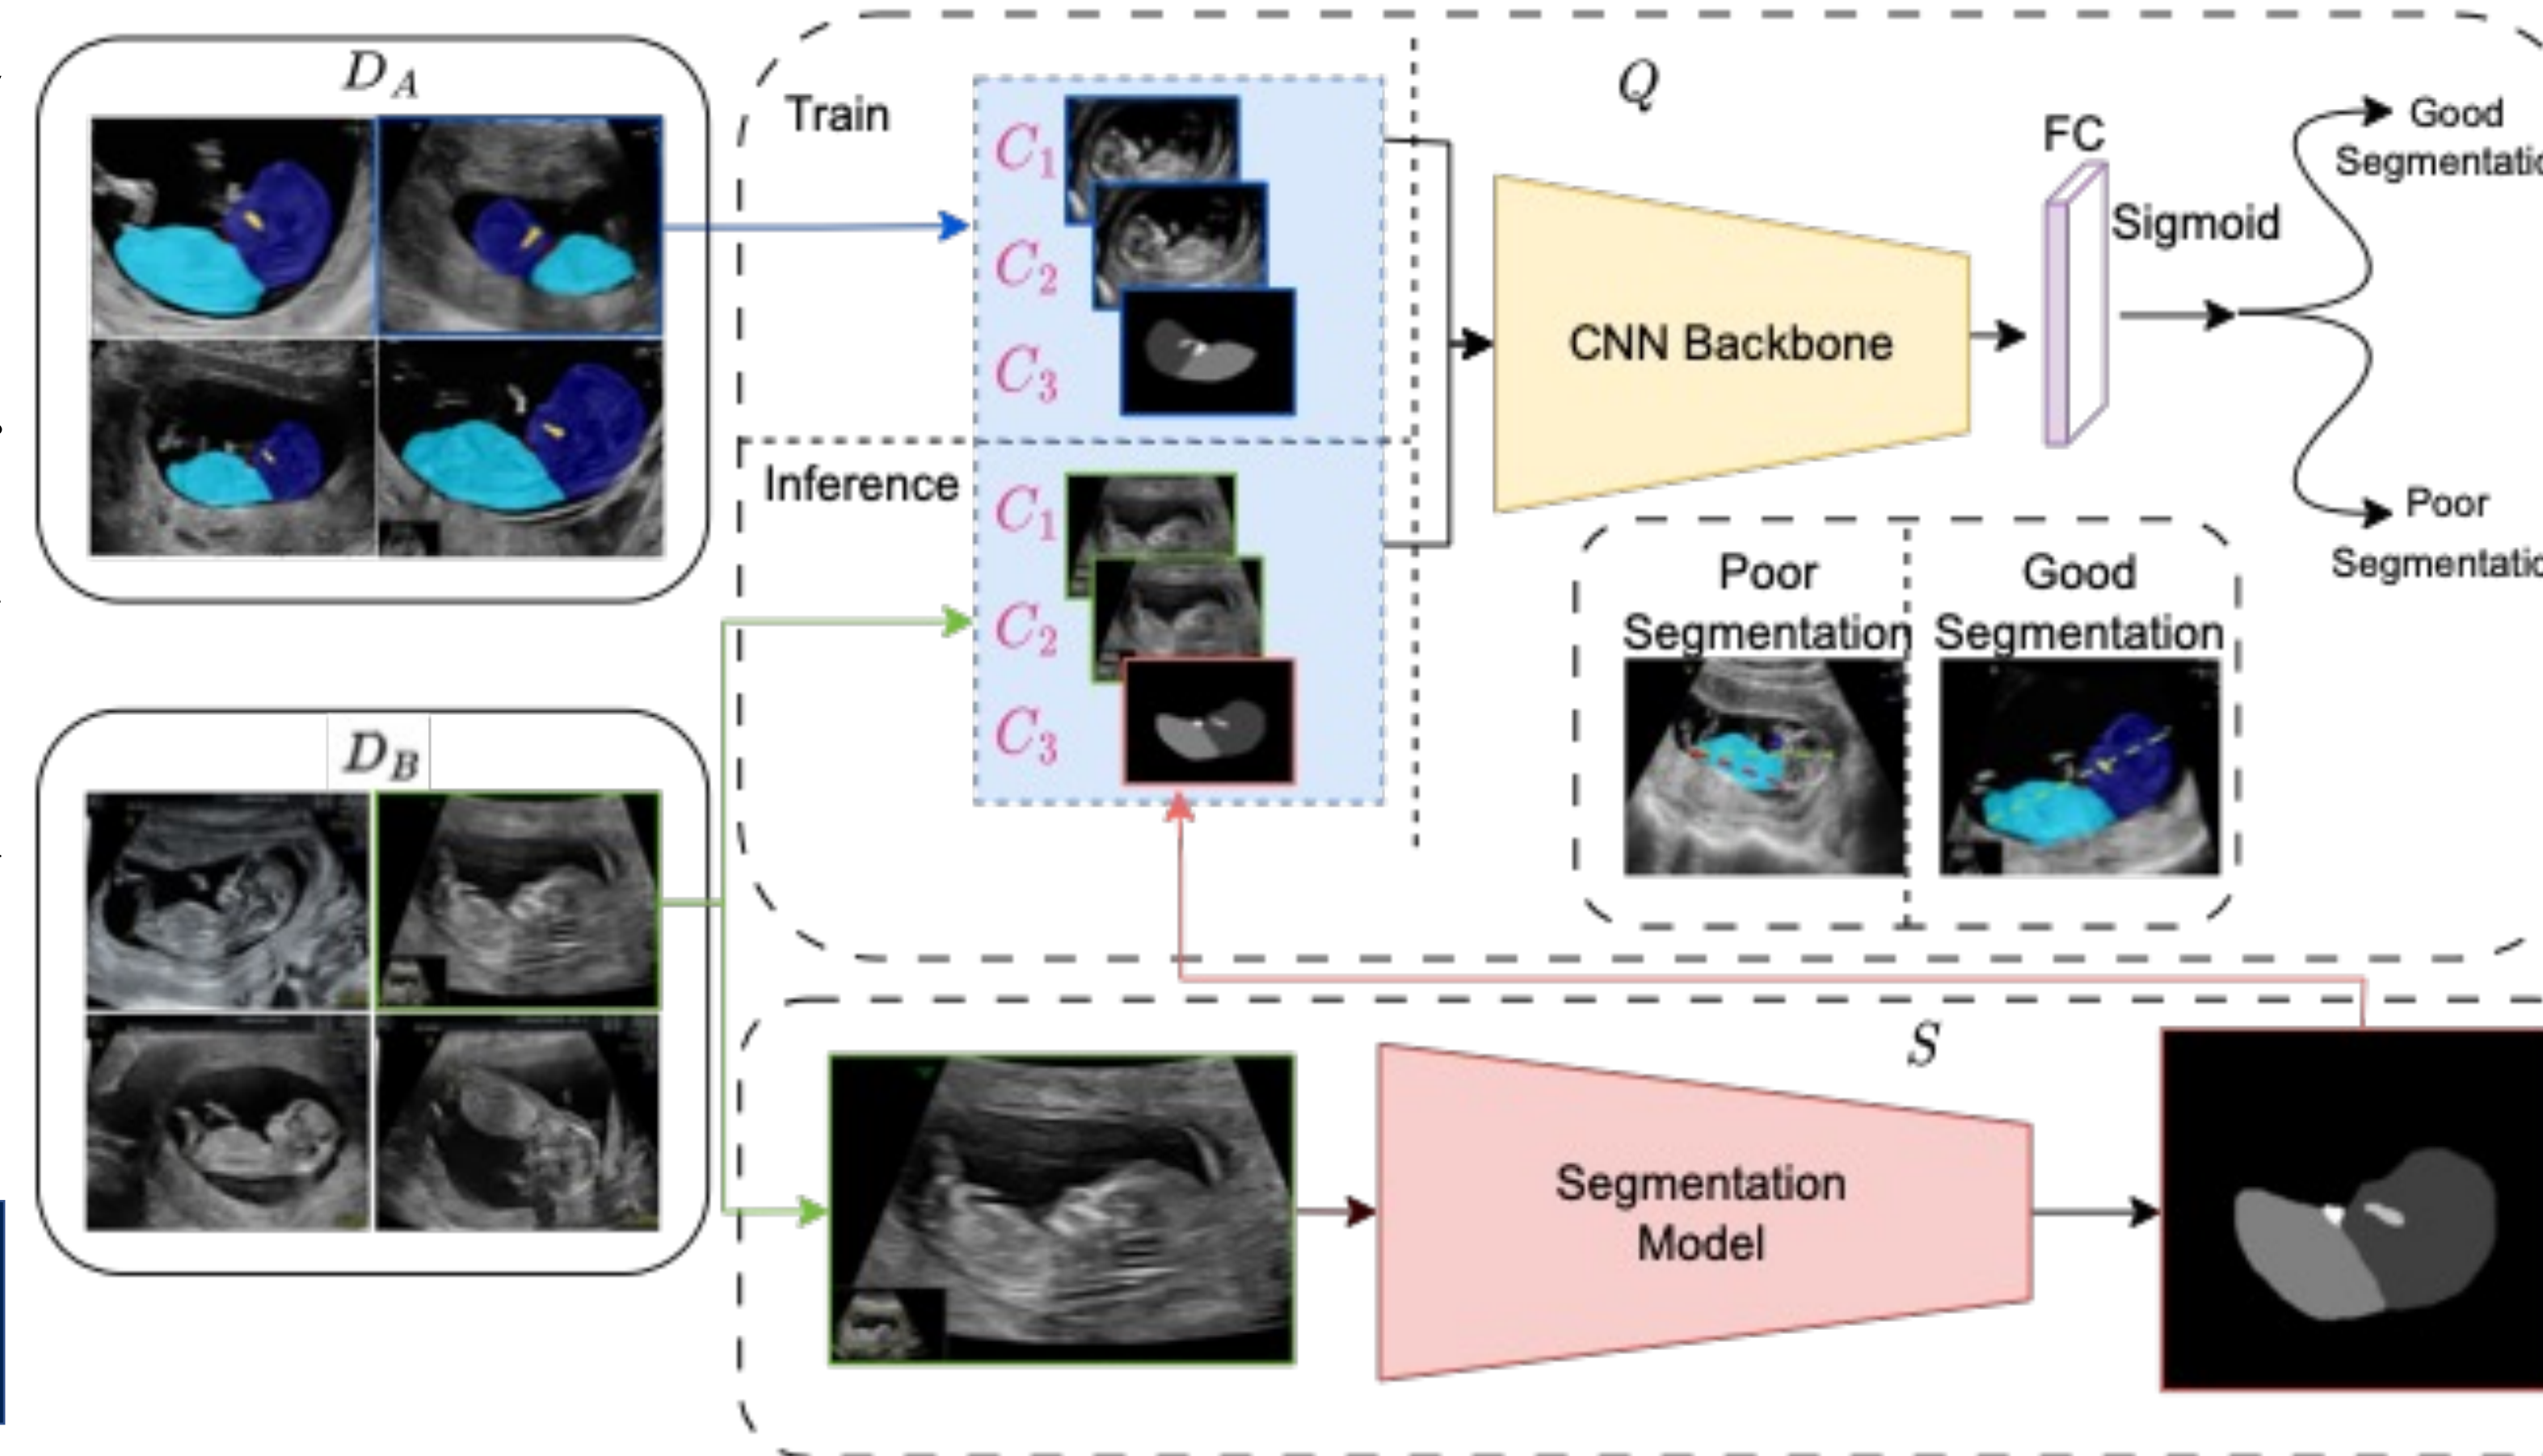 D_A
Train
C_1
C_2
C_3
Inference
C_1
C_2
C_3
Q
CNN Backbone
FC
Sigmoid
Good
Segmentatio
Poor
Segmentatio
Poor
Segmentation
Good
Segmentation
D_B
S
Segmentation
Model